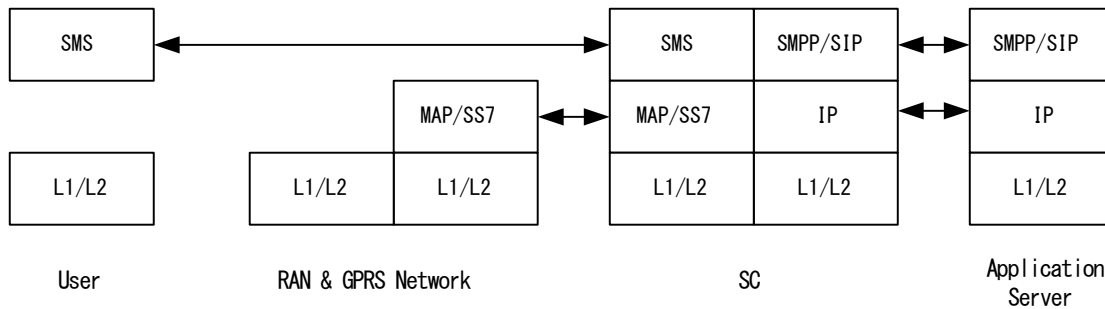 SMS
SMS
SMPP/SIP
SMPP/SIP
MAP/SS7
MAP/SS7
IP
IP
L1/L2
L1/L2
L1/L2
L1/L2
L1/L2
L1/L2
User
RAN & GPRS Network
SC
Application
Server